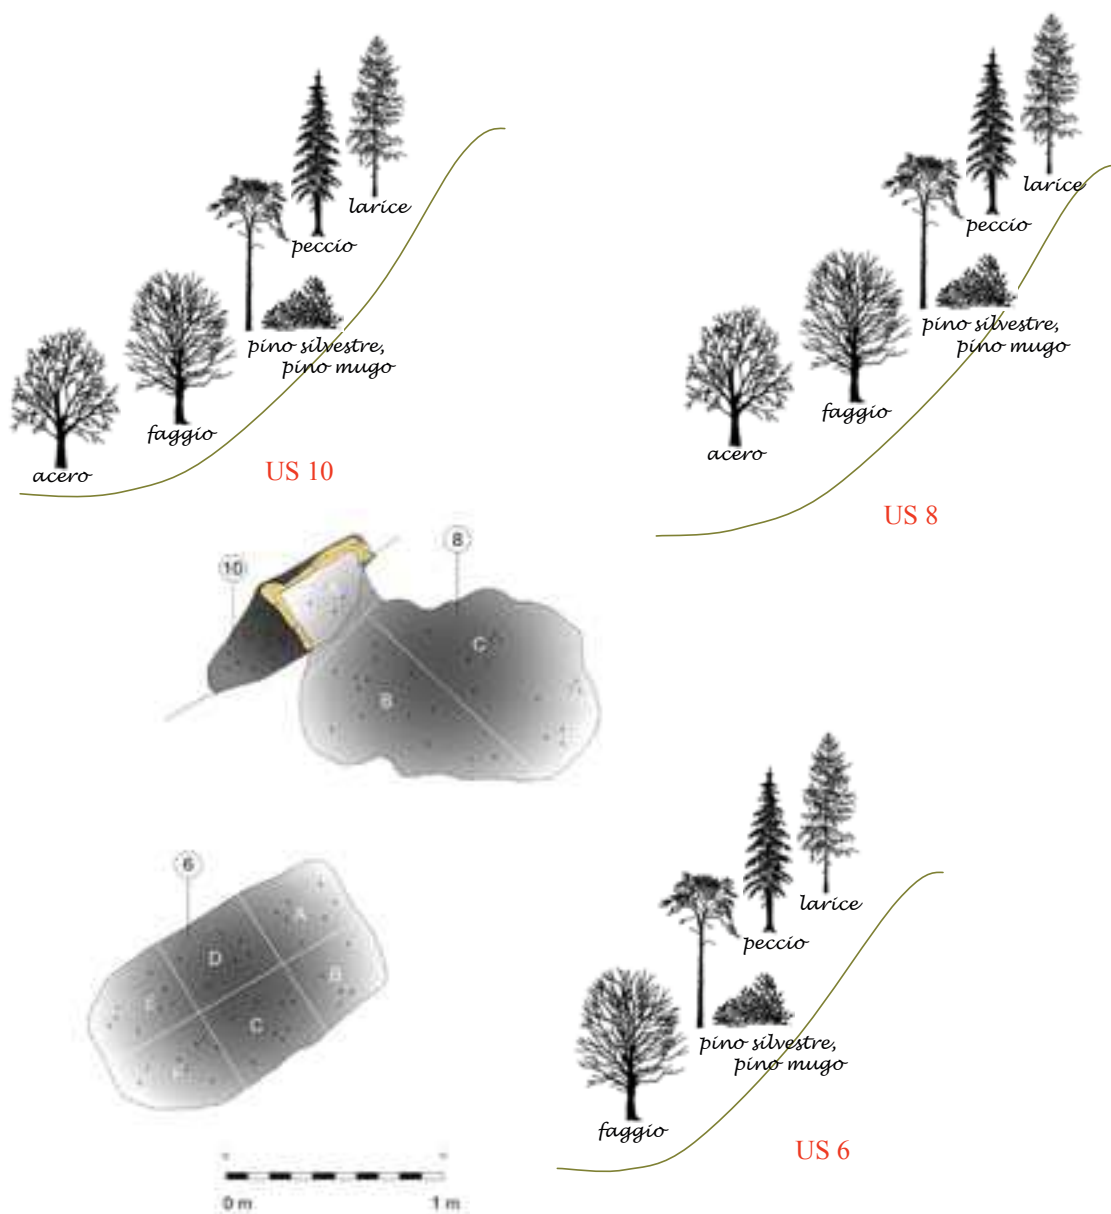 larice
peccio
pino silvestre,
pino mugo
faggio
acero
US 10
larice
peccio
pino silvestre,
pino mugo
faggio
acero
US 8
8
10
C
B
6
A
D
B
E
C
larice
peccio
pino silvestre,
pino mugo
faggio
US 6
0 m 1 m